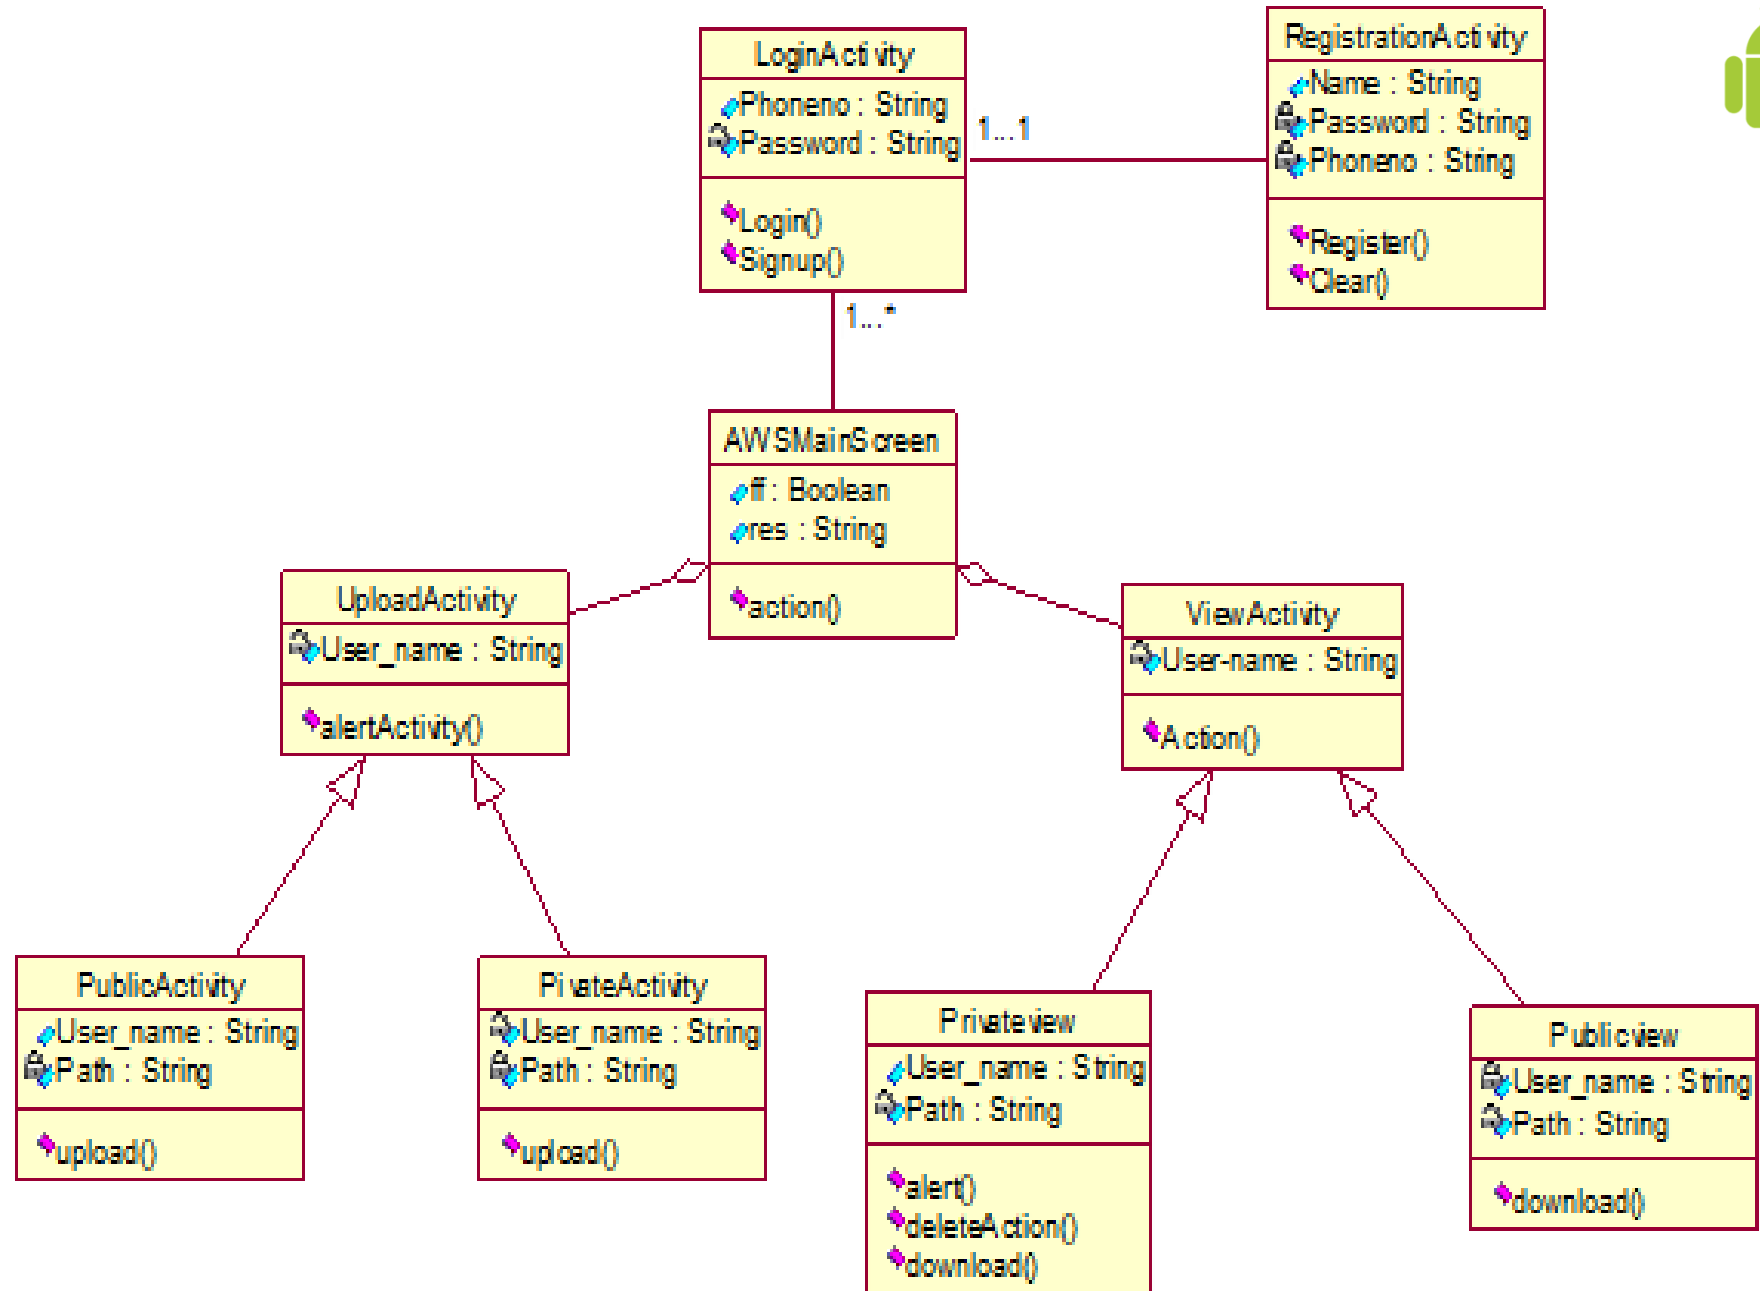 LoginActivity
Phoneno : String
Password : String
Login()
Signup()
1...1
RegistrationActivity
Name : String
Password : String
Phoneno : String
Register()
Clear()
1...*
AWSMainScreen
ff : Boolean
res : String
action()
UploadActivity
User_name : String
alertActivity()
ViewActivity
User-name : String
Action()
PublicActivity
User_name : String
Path : String
upload()
PivateActivity
User_name : String
Path : String
upload()
Privateview
User_name : String
Path : String
alert()
deleteAction()
download()
Publicview
User_name : String
Path : String
download()